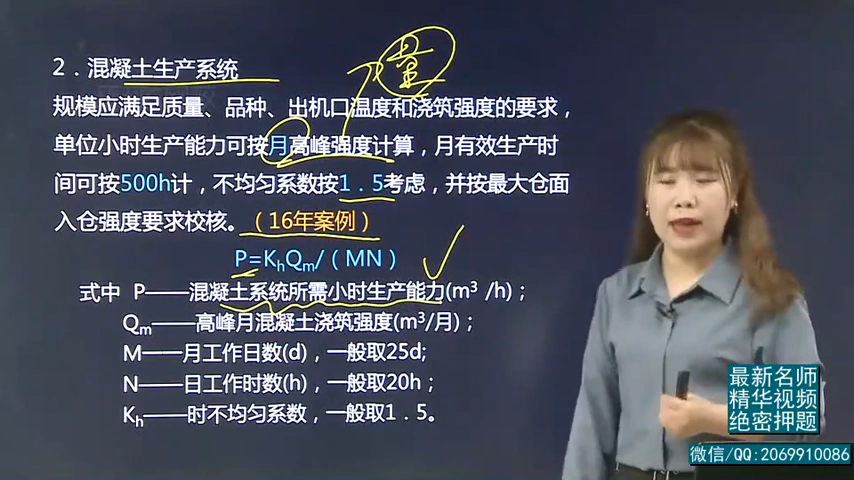 2．混凝土生产系统
量
规模应满足质量、品种、出机口温度和浇筑强度的要求，
单位小时生产能力可按月高峰强度计算，月有效生产时
间可按500h计，不均匀系数按1．5考虑，并按最大仓面
入仓强度要求校核。（16年案例）
P=KhQm/（MN）
式中 P——混凝土系统所需小时生产能力(m³ /h)；
Qm——高峰月混凝土浇筑强度(m³/月)；
M——月工作日数(d)，一般取25d;
N——日工作时数(h)，一般取20h；
Kh——时不均匀系数，一般取1．5。
最新名师
精华视频
绝密押题
微信/QQ:2069910086